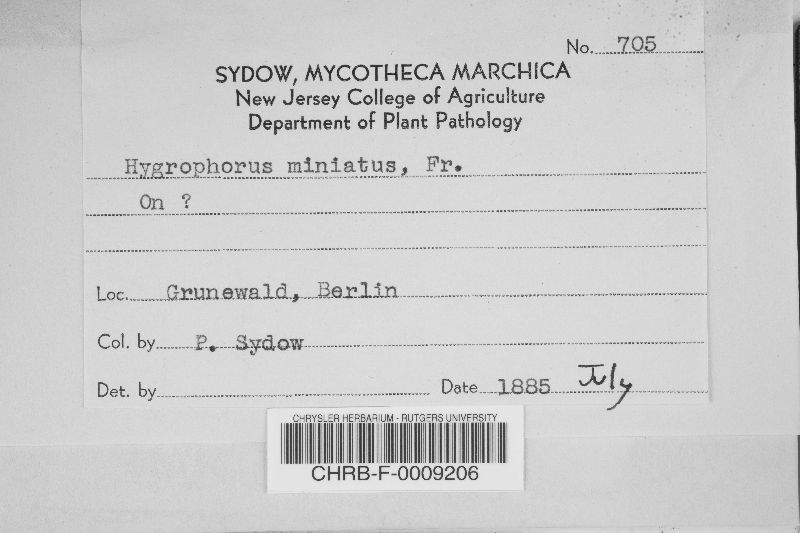 No. 705
SYDOW, MYCOTHECA MARCHICA
New Jersey College of Agriculture
Department of Plant Pathology
Hygrophorus miniatus, Fr.
On ?
Loc. Grunewald, Berlin
Col. by P. Sydow
Det. by Date 1885 July
CHRYSLER HERBARIUM - RUTGERS UNIVERSITY
CHRB-F-0009206